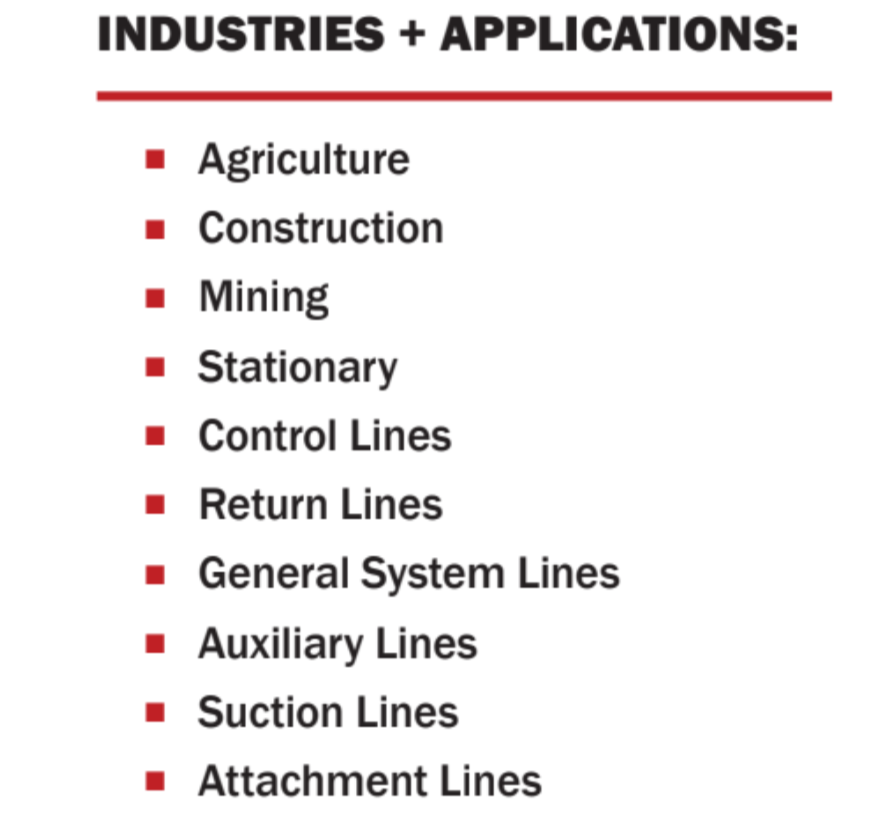 INDUSTRIES + APPLICATIONS:
Agriculture
Construction
Mining
Stationary
Control Lines
Return Lines
General System Lines
Auxiliary Lines
Suction Lines
Attachment Lines